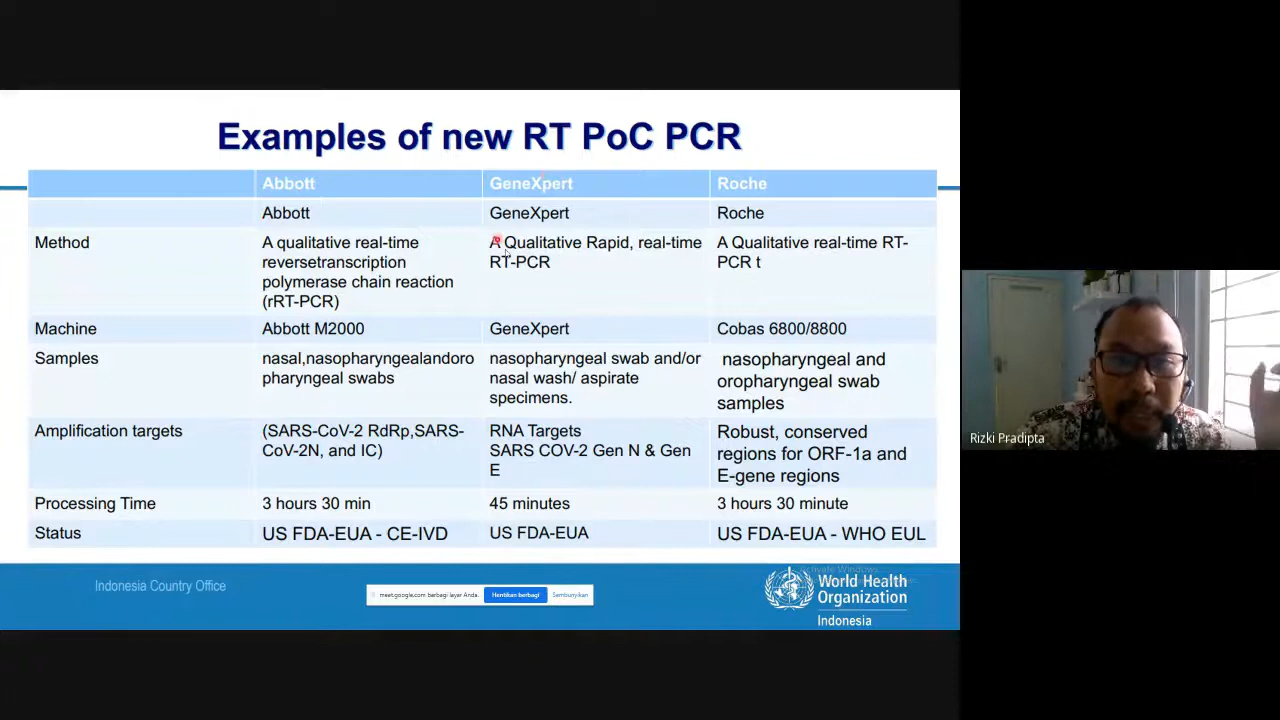 Examples of new RT PoC PCR
Abbott GeneXpert Roche
Abbott GeneXpert Roche
Method
A qualitative real-time
reversetranscription
polymerase chain reaction
(rRT-PCR)
A Qualitative Rapid, real-time
RT-PCR
A Qualitative real-time RT-
PCR t
Machine
Abbott M2000
GeneXpert
Cobas 6800/8800
Samples
nasal,nasopharyngealandoro
pharyngeal swabs
nasopharyngeal swab and/or
nasal wash/ aspirate
specimens.
nasopharyngeal and
oropharyngeal swab
samples
Amplification targets
(SARS-CoV-2 RdRp,SARS-
CoV-2N, and IC)
RNA Targets
SARS COV-2 Gen N & Gen
E
Robust, conserved
regions for ORF-1a and
E-gene regions
Processing Time
3 hours 30 min
45 minutes
3 hours 30 minute
Status
US FDA-EUA - CE-IVD
US FDA-EUA
US FDA-EUA - WHO EUL
Indonesia Country Office
meet.google.com berbagi layar Anda.
Hentikan berbagi
Sembunyikan
Activate Windows
World Health
Organization
Indonesia
Rizki Pradipta